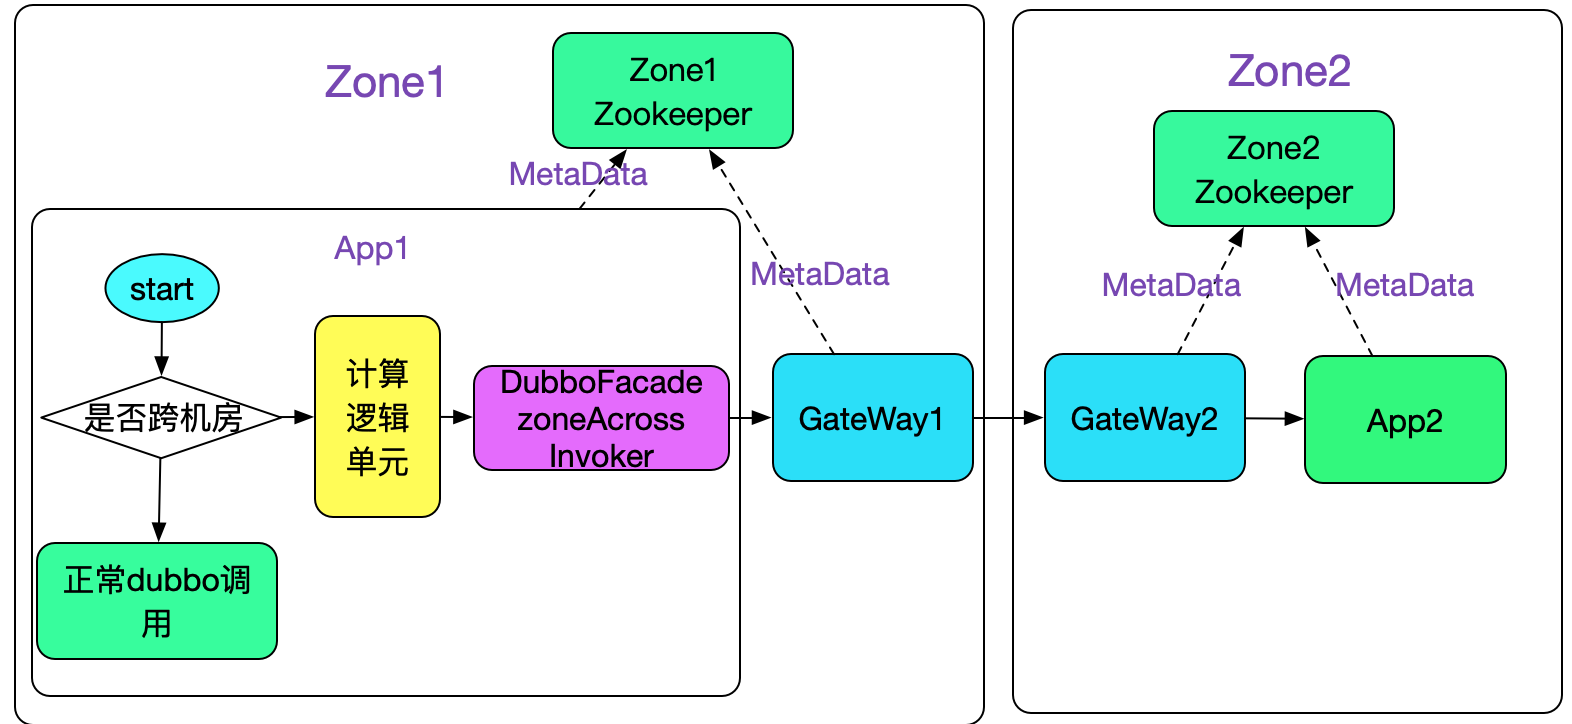 Zone1
Zone1
Zookeeper
MetaData
MetaData
App1
start
是否跨机房
正常dubbo调
用
计算
逻辑
单元
DubboFacade
zoneAcross
Invoker
GateWay1
Zone2
Zone2
Zookeeper
MetaData
MetaData
GateWay2
App2